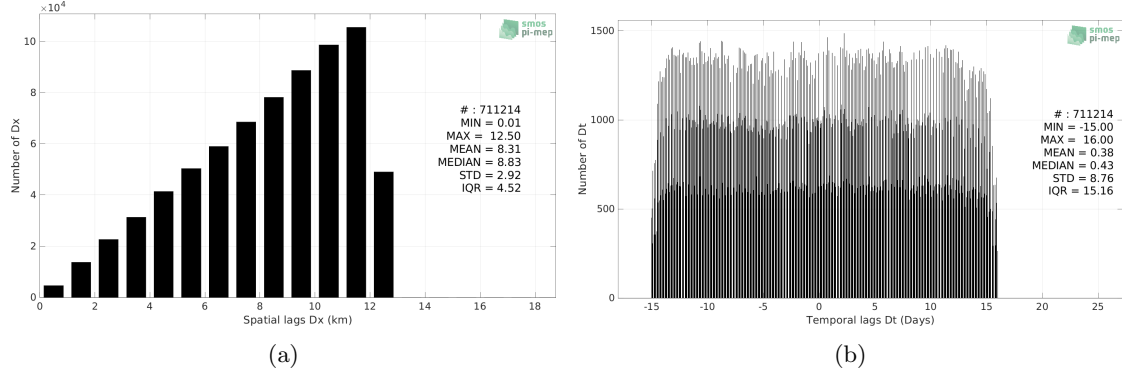 ×10⁴
10
8
6
4
2
0
Number of Dx
0 2 4 6 8 10 12 14 16 18
Spatial lags Dx (km)
smos
pi-mep
# : 711214
MIN = 0.01
MAX = 12.50
MEAN = 8.31
MEDIAN = 8.83
STD = 2.92
IQR = 4.52
(a)
1500
1000
500
0
Number of Dt
-15 -10 -5 0 5 10 15 20 25
Temporal lags Dt (Days)
smos
pi-mep
# : 711214
MIN = -15.00
MAX = 16.00
MEAN = 0.38
MEDIAN = 0.43
STD = 8.76
IQR = 15.16
(b)